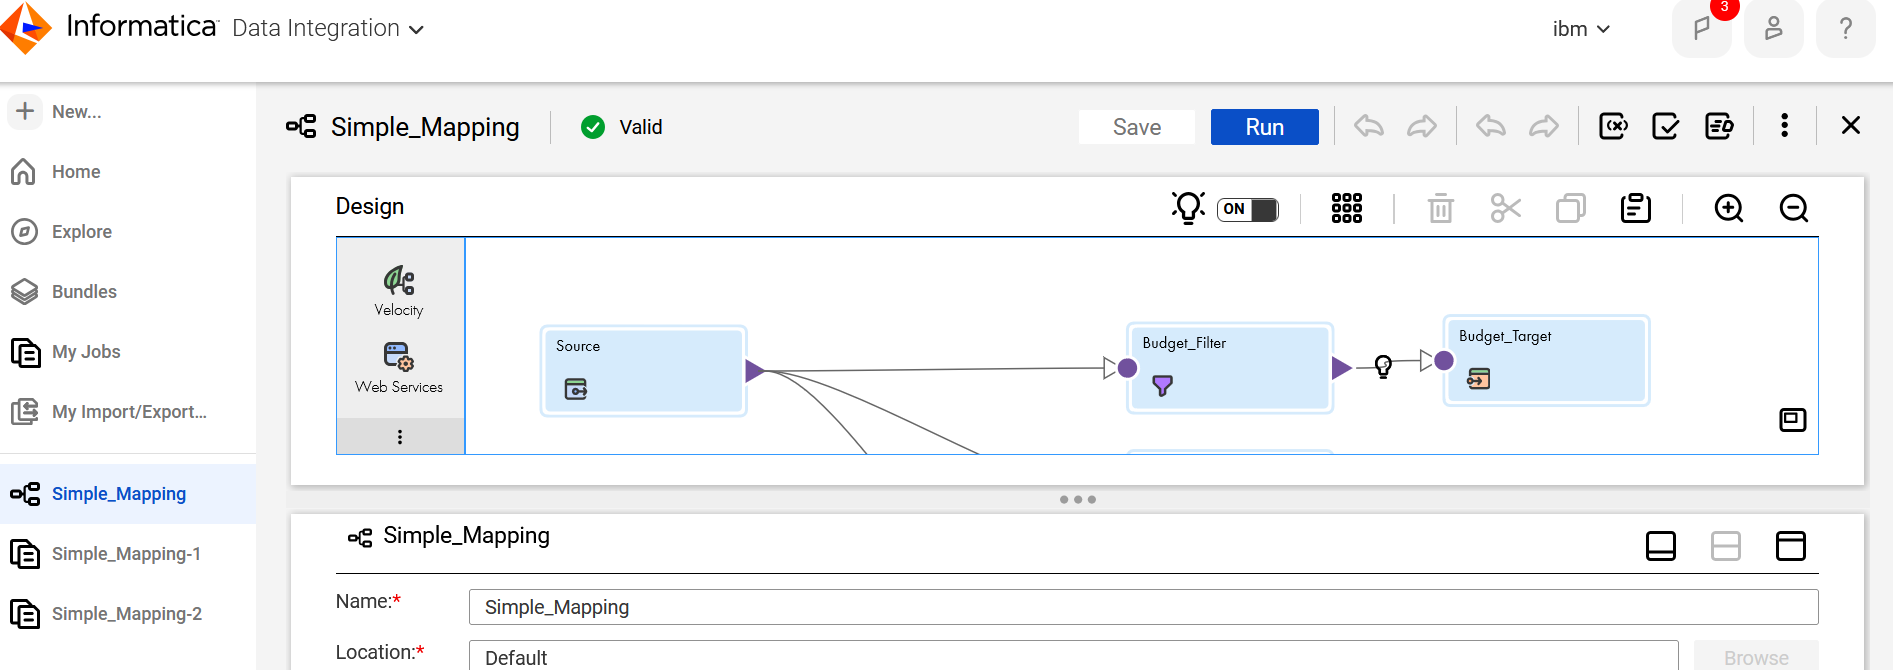 Informatica Data Integration
ibm
3
?
New...
Home
Explore
Bundles
My Jobs
My Import/Export...
Simple_Mapping
Simple_Mapping-1
Simple_Mapping-2
Simple_Mapping
Valid
Save
Run
Design
ON
Velocity
Web Services
Source
Budget_Filter
Budget_Target
Simple_Mapping
Name:*
Simple_Mapping
Location:*
Default
Browse